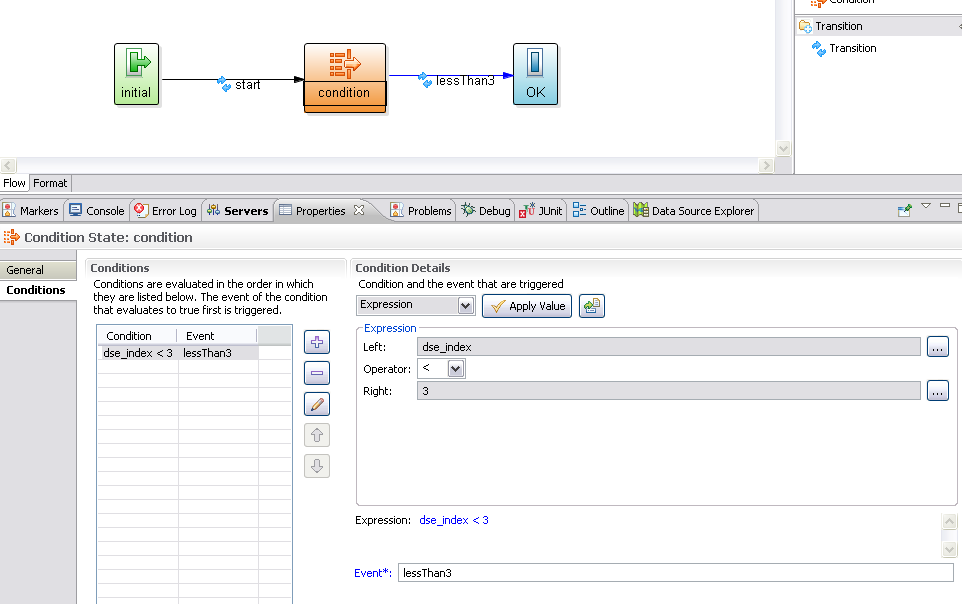 Condition
Transition
Transition
start
lessThan3
initial
condition
OK
Flow
Format
Markers
Console
Error Log
Servers
Properties
Problems
Debug
JUnit
Outline
Data Source Explorer
Condition State: condition
General
Conditions
Conditions
Conditions are evaluated in the order in which
they are listed below. The event of the condition
that evaluates to true first is triggered.
Condition Event
dse_index < 3 lessThan3
Condition Details
Condition and the event that are triggered
Expression
Apply Value
Expression
Left: dse_index ...
Operator: <
Right: 3 ...
Expression: dse_index < 3
Event*: lessThan3